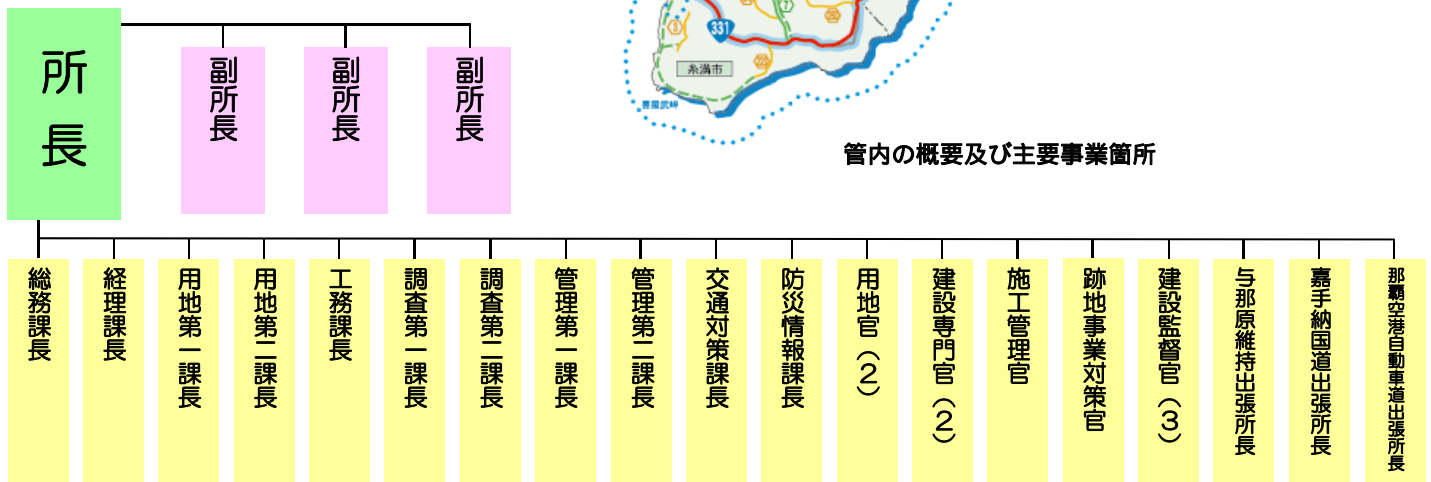 所長
副所長
副所長
副所長
331
7
糸満市
喜屋武岬
管内の概要及び主要事業箇所
総務課長
経理課長
用地第一課長
用地第二課長
工務課長
調査第一課長
調査第二課長
管理第一課長
管理第二課長
交通対策課長
防災情報課長
用地官(2)
建設専門官(2)
施工管理官
跡地事業対策官
建設監督官(3)
与那原維持出張所長
嘉手納国道出張所長
那覇空港自動車道出張所長